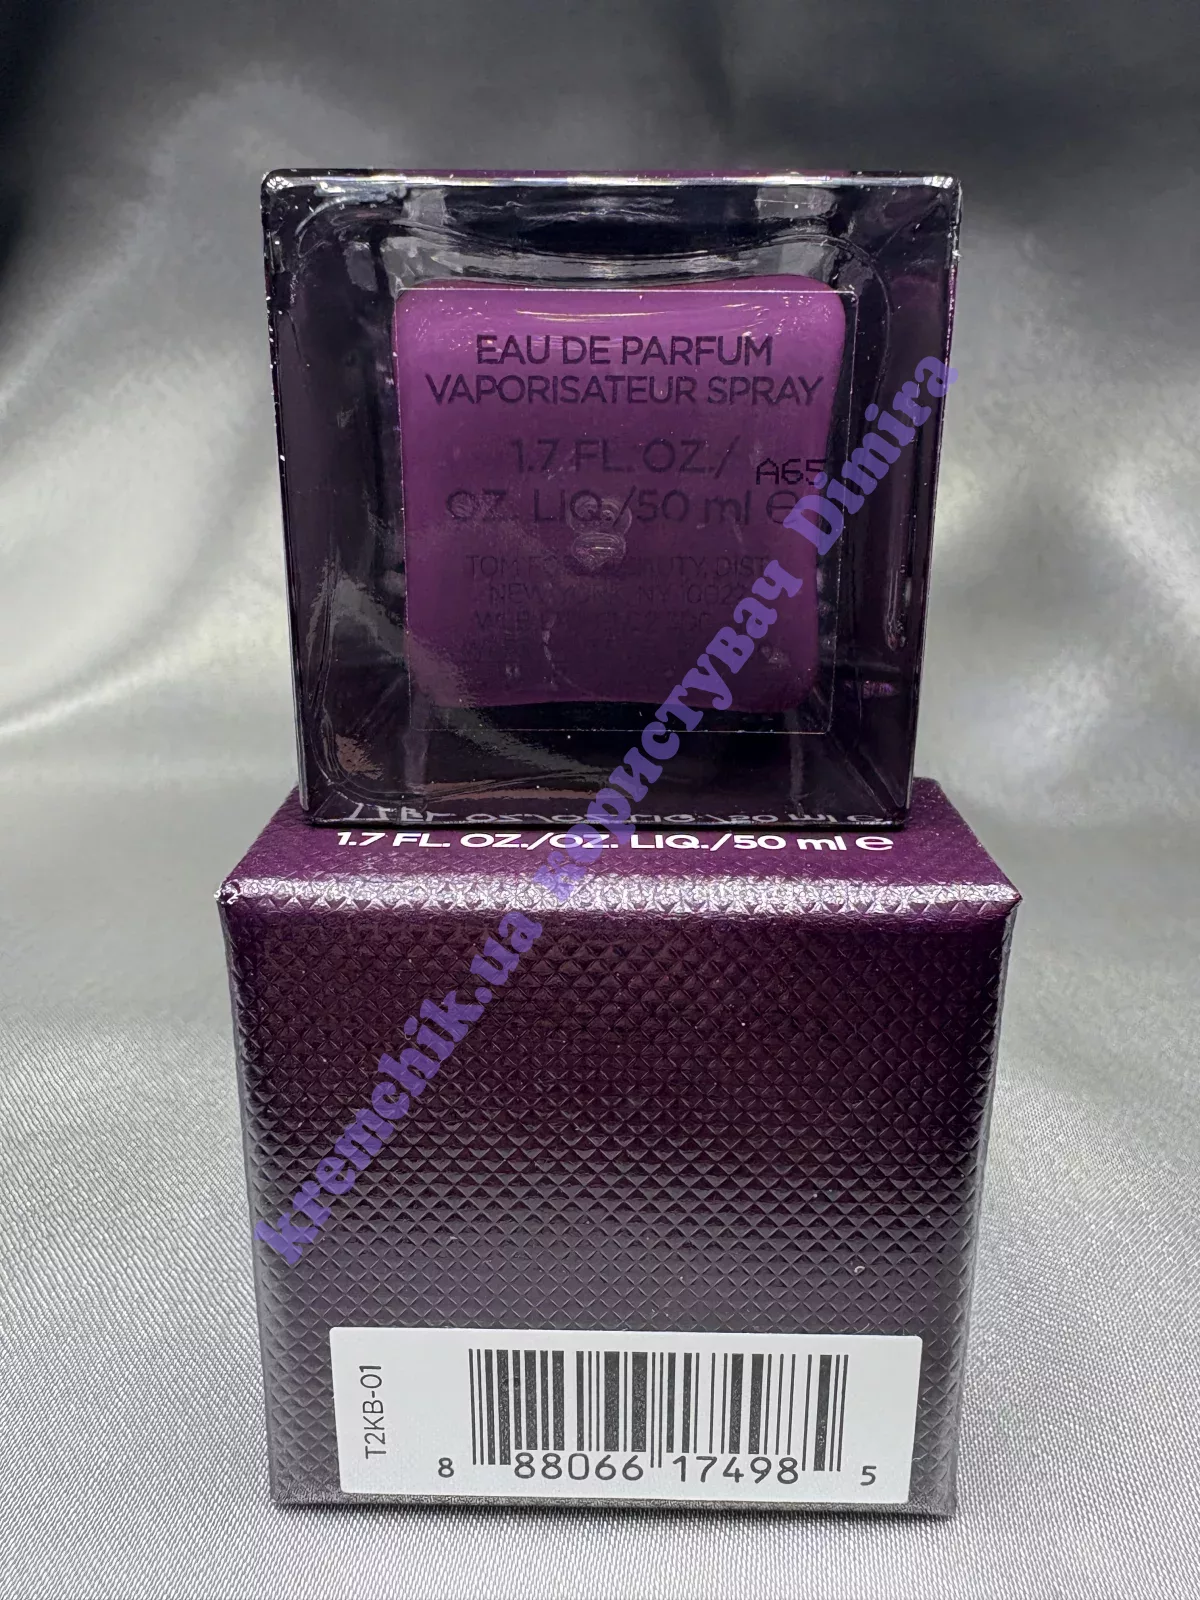 EAU DE PARFUM
VAPORISATEUR SPRAY
1.7 FL. OZ./
A65
OZ. LIQ./50 ml e
TOM FORD BEAUTY, DIST.
NEW YORK, NY 10022
1.7 FL. OZ./OZ. LIQ./50 ml e
kremchik.ua користувач Dimira
T2KB-01
8 88066 17498 5